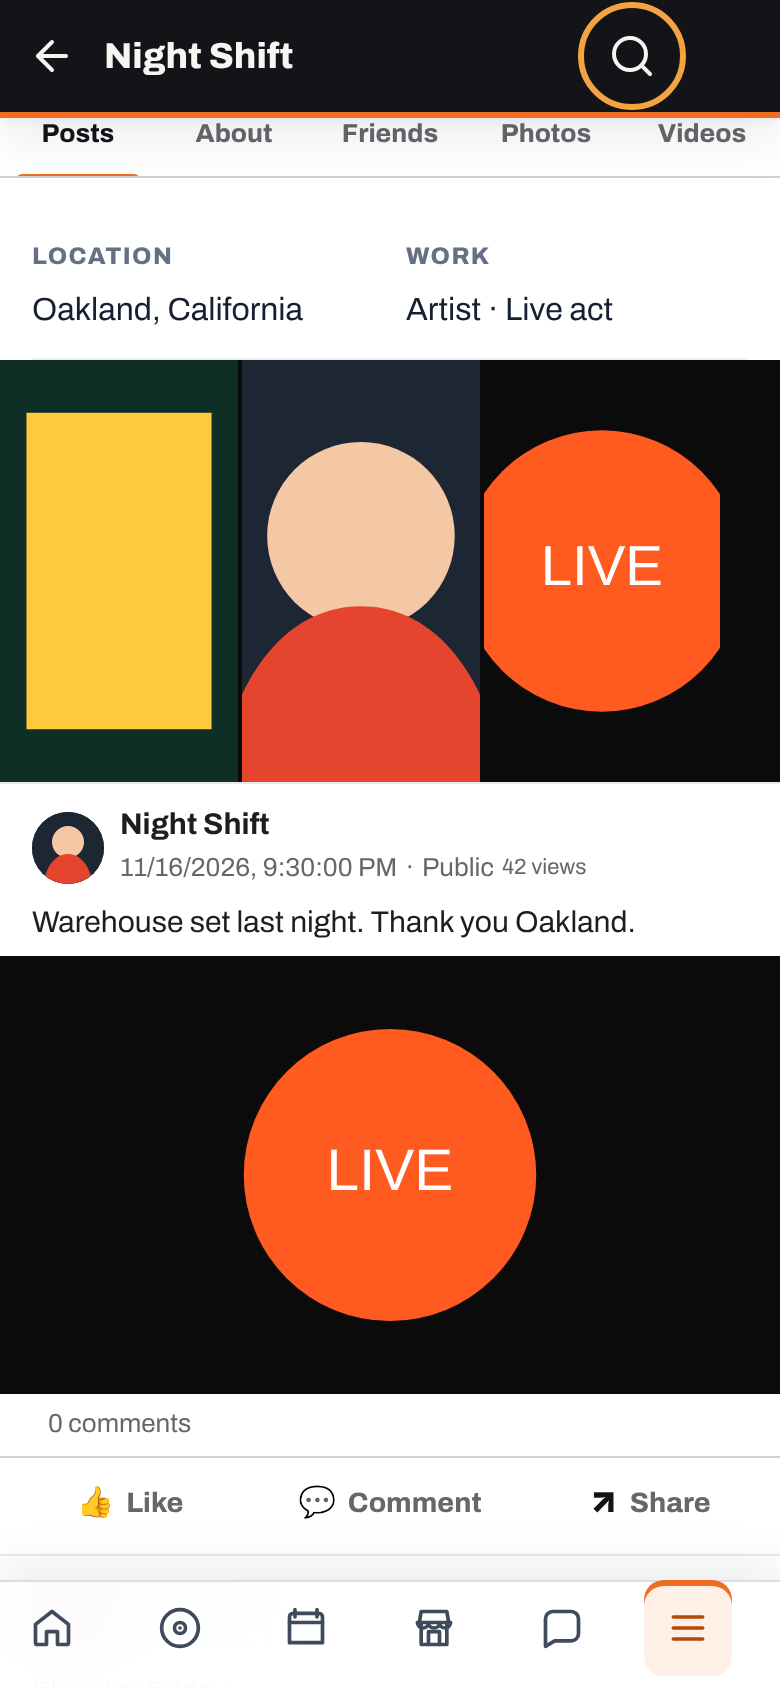 Night Shift
Posts About Friends Photos Videos
LOCATION WORK
Oakland, California Artist · Live act
LIVE
Night Shift
11/16/2026, 9:30:00 PM · Public 42 views
Warehouse set last night. Thank you Oakland.
LIVE
0 comments
👍 Like 💬 Comment Share